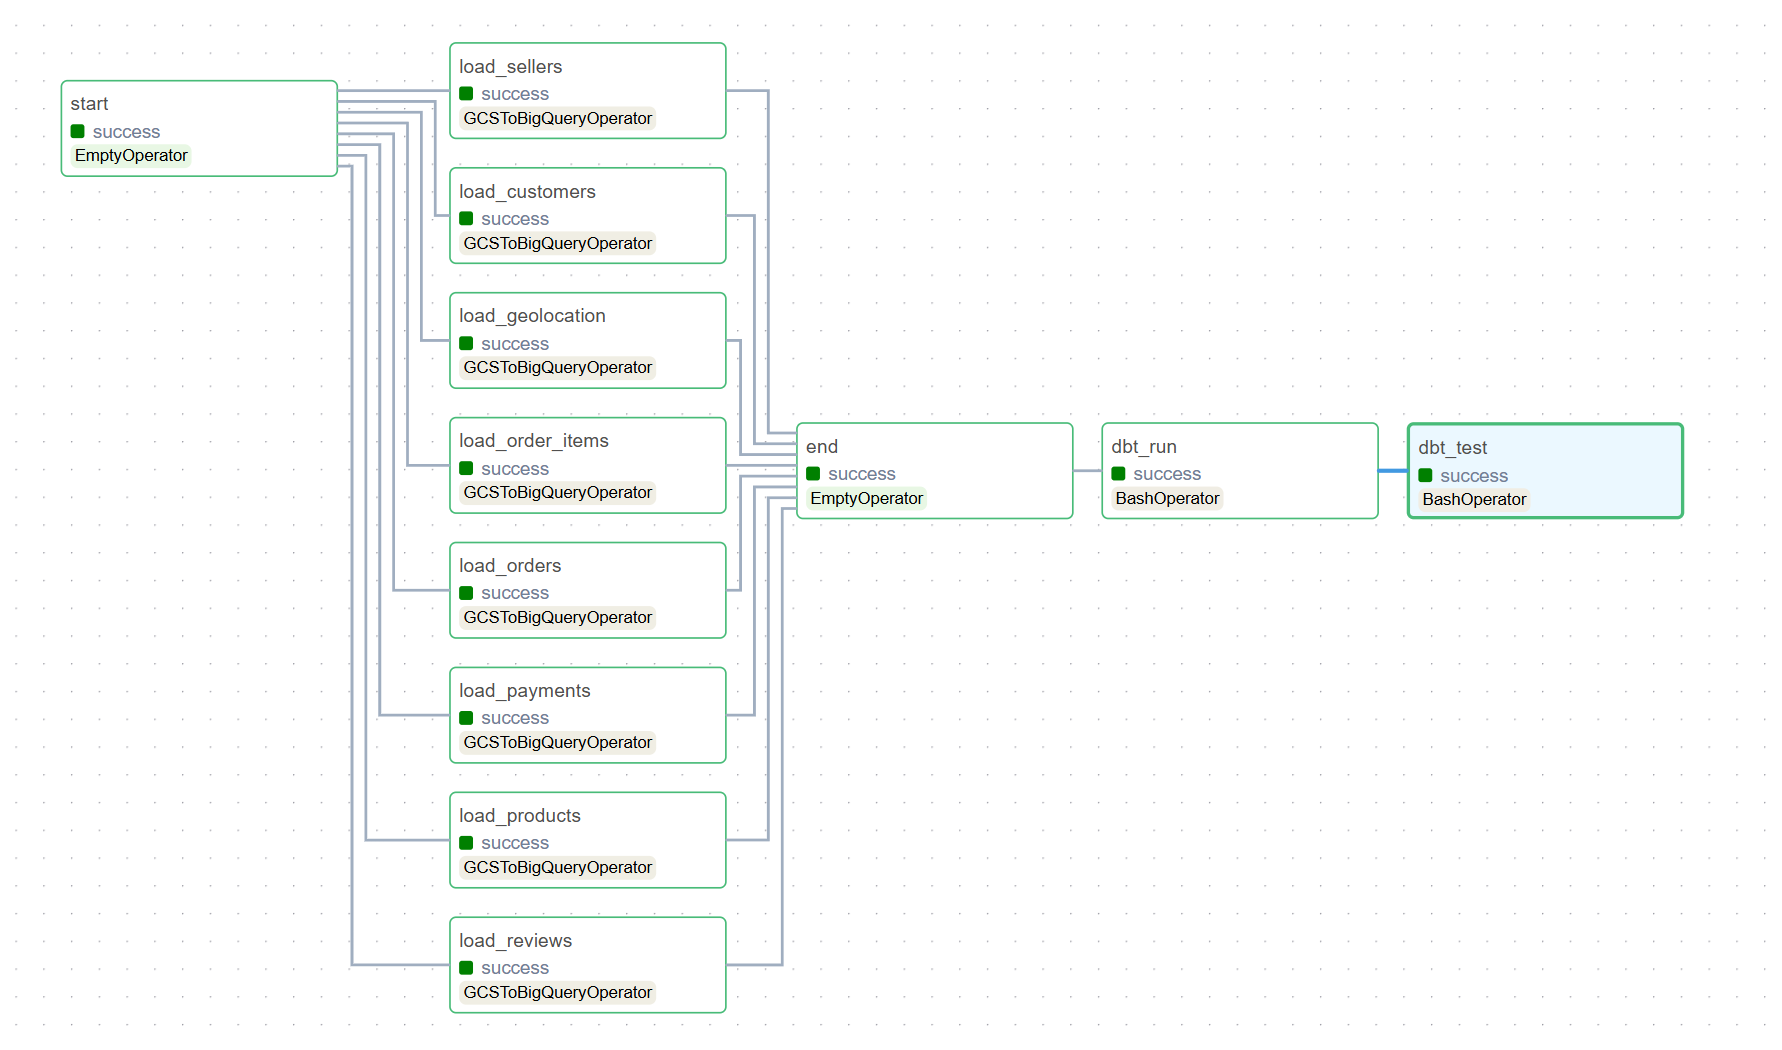 start
success
EmptyOperator
load_sellers
success
GCSToBigQueryOperator
load_customers
success
GCSToBigQueryOperator
load_geolocation
success
GCSToBigQueryOperator
load_order_items
success
GCSToBigQueryOperator
load_orders
success
GCSToBigQueryOperator
load_payments
success
GCSToBigQueryOperator
load_products
success
GCSToBigQueryOperator
load_reviews
success
GCSToBigQueryOperator
end
success
EmptyOperator
dbt_run
success
BashOperator
dbt_test
success
BashOperator